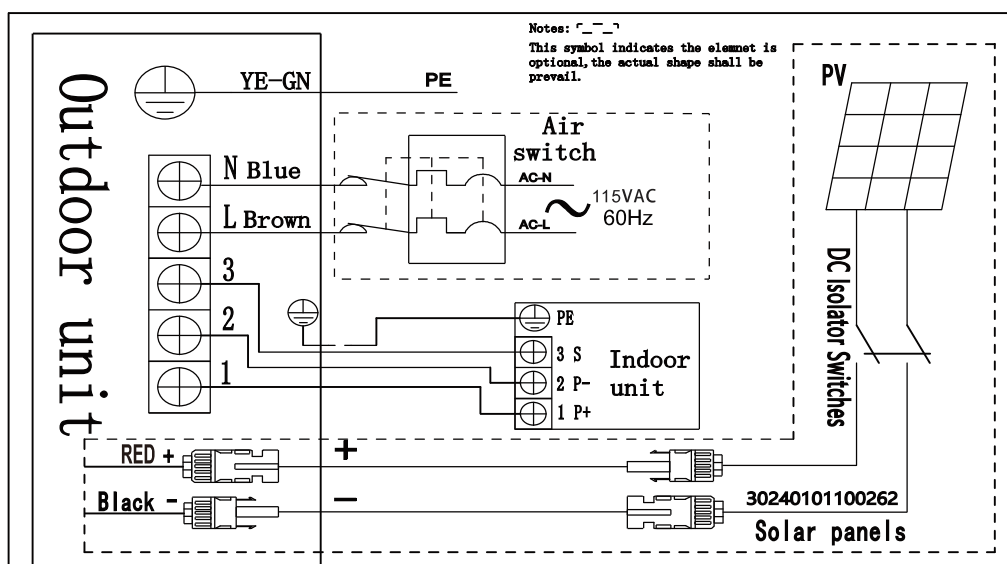 Notes:
This symbol indicates the elemnet is
optional, the actual shape shall be
prevail.
Outdoor unit
YE-GN
PE
N Blue
L Brown
3
2
1
Air
switch
AC-N
AC-L
115VAC
60Hz
PV
DC Isolator Switches
PE
3 S
2 P-
1 P+
Indoor
unit
RED +
+
Black -
-
30240101100262
Solar panels